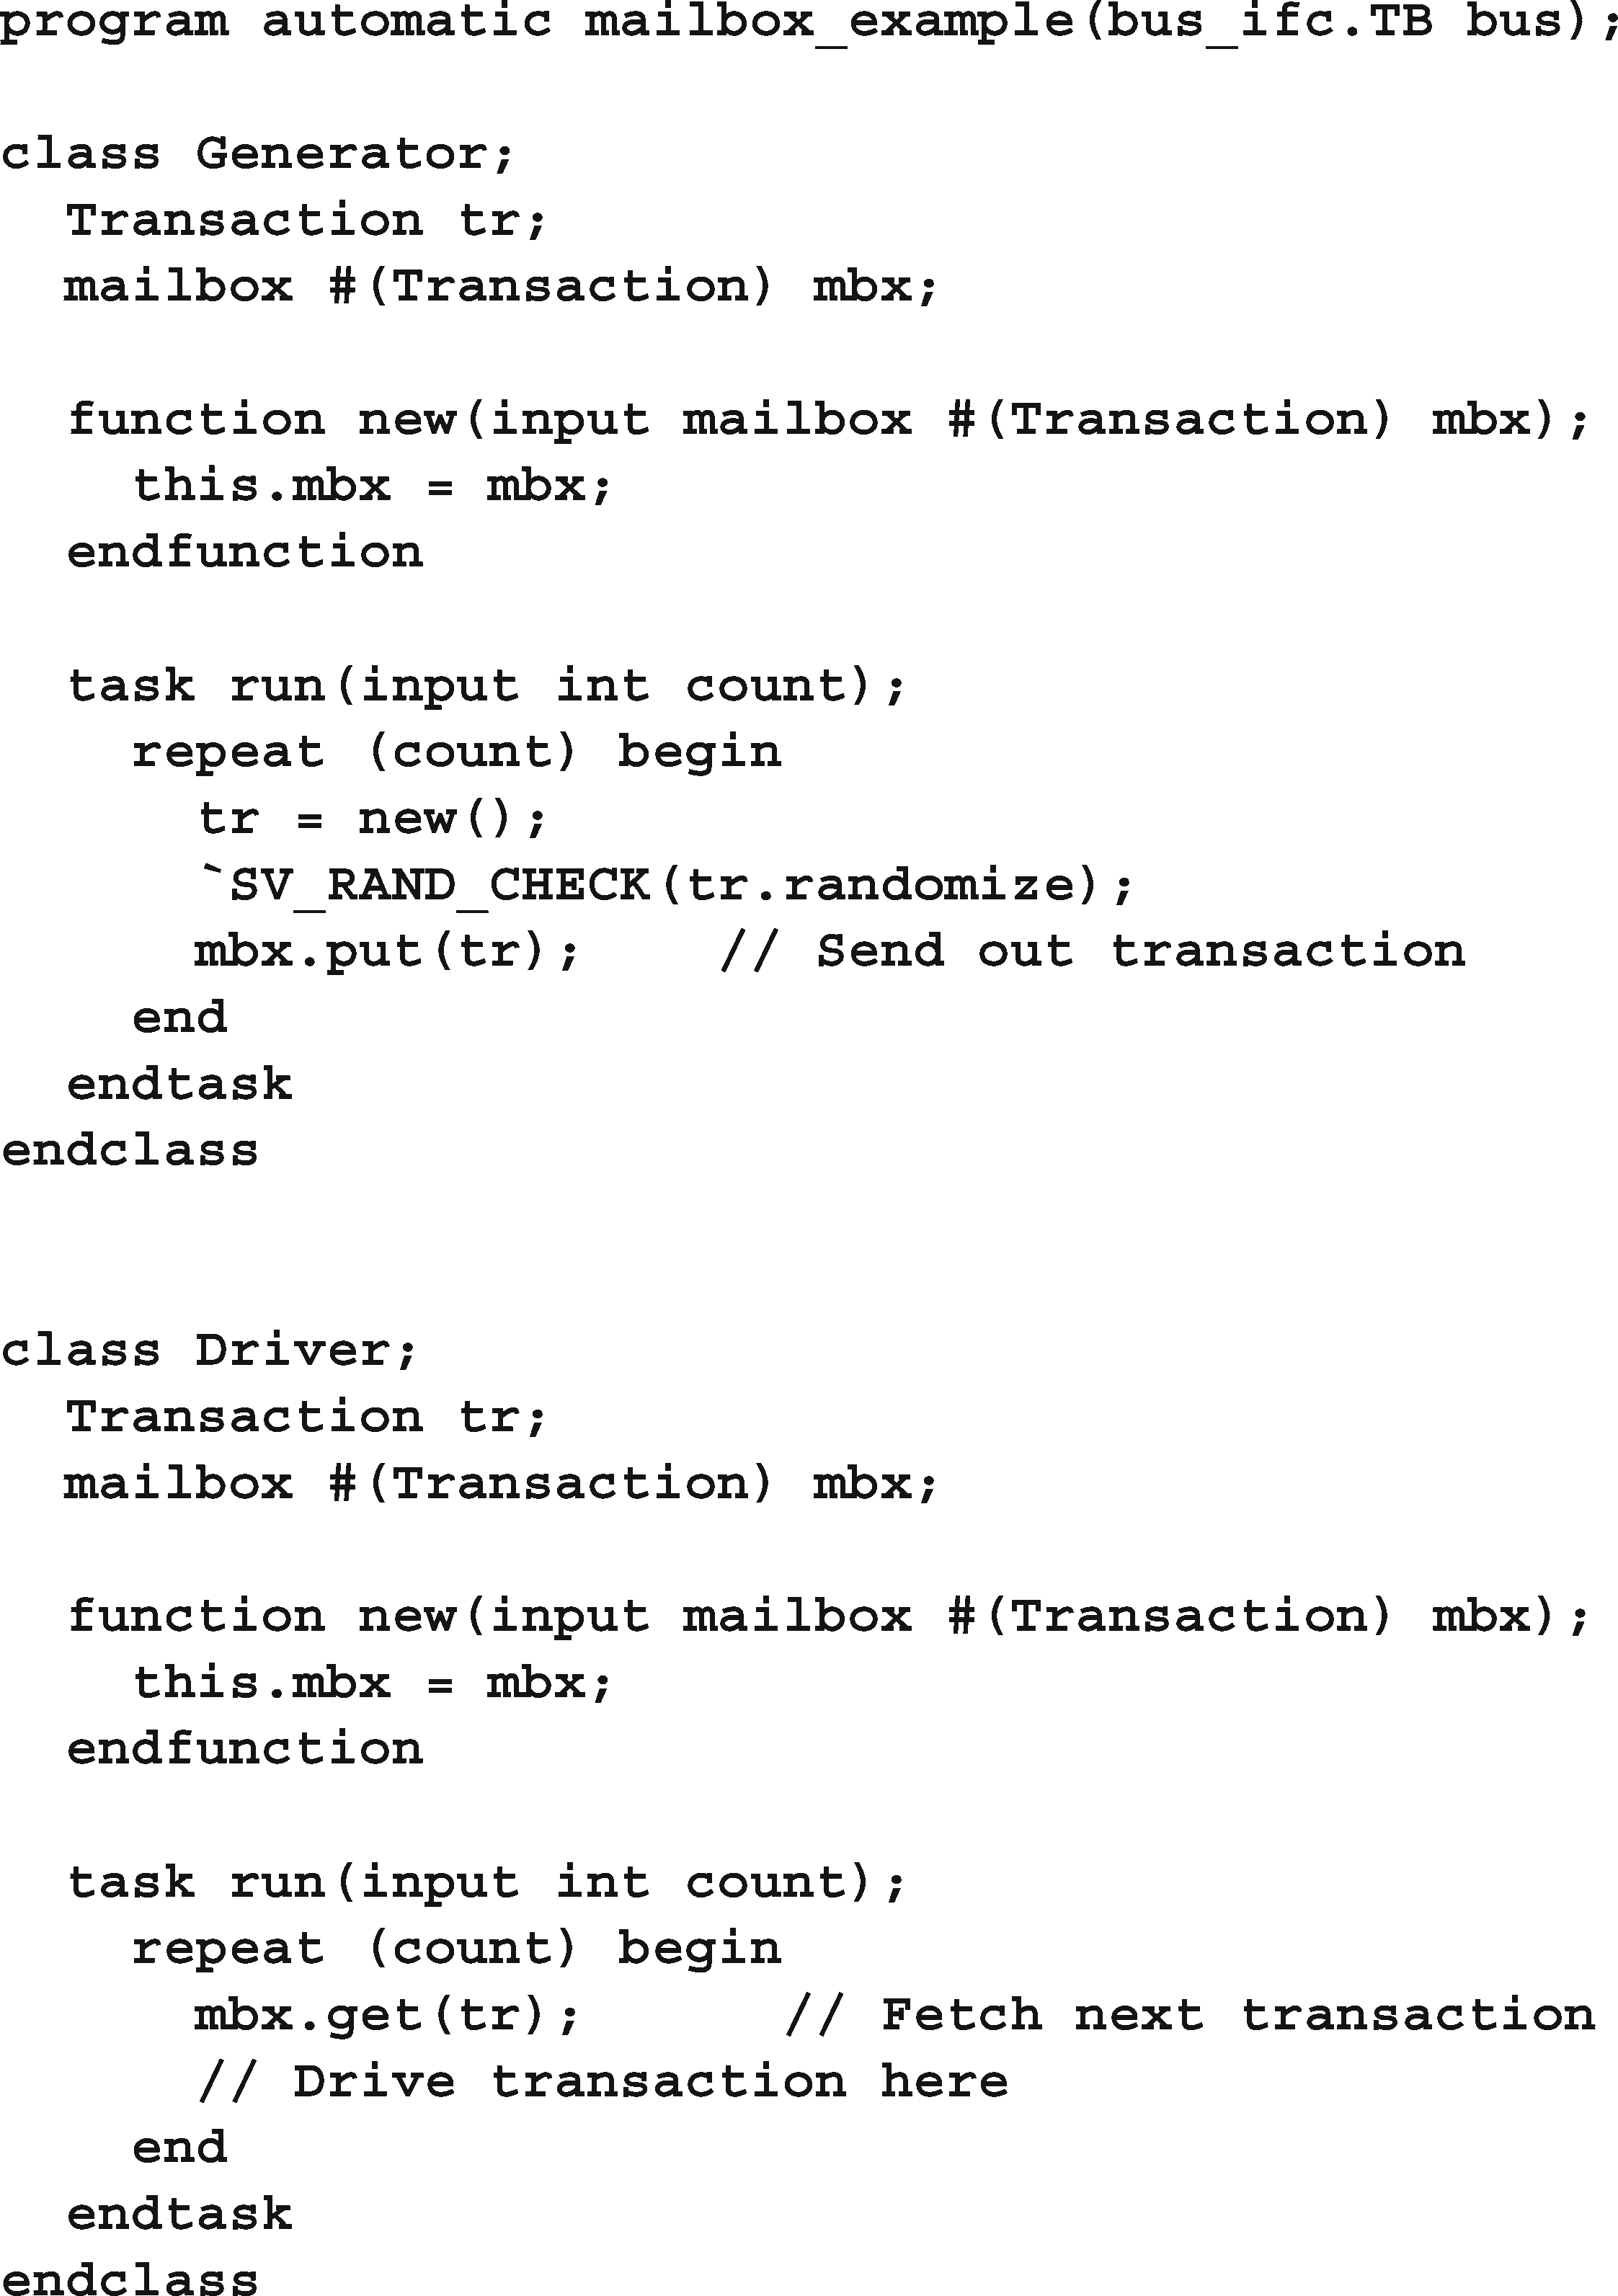 program automatic mailbox_example(bus_ifc.TB bus);
class Generator;
Transaction tr;
mailbox #(Transaction) mbx;
function new(input mailbox #(Transaction) mbx);
this.mbx = mbx;
endfunction
task run(input int count);
repeat (count) begin
tr = new();
`SV_RAND_CHECK(tr.randomize);
mbx.put(tr); // Send out transaction
end
endtask
endclass
class Driver;
Transaction tr;
mailbox #(Transaction) mbx;
function new(input mailbox #(Transaction) mbx);
this.mbx = mbx;
endfunction
task run(input int count);
repeat (count) begin
mbx.get(tr); // Fetch next transaction
// Drive transaction here
end
endtask
endclass